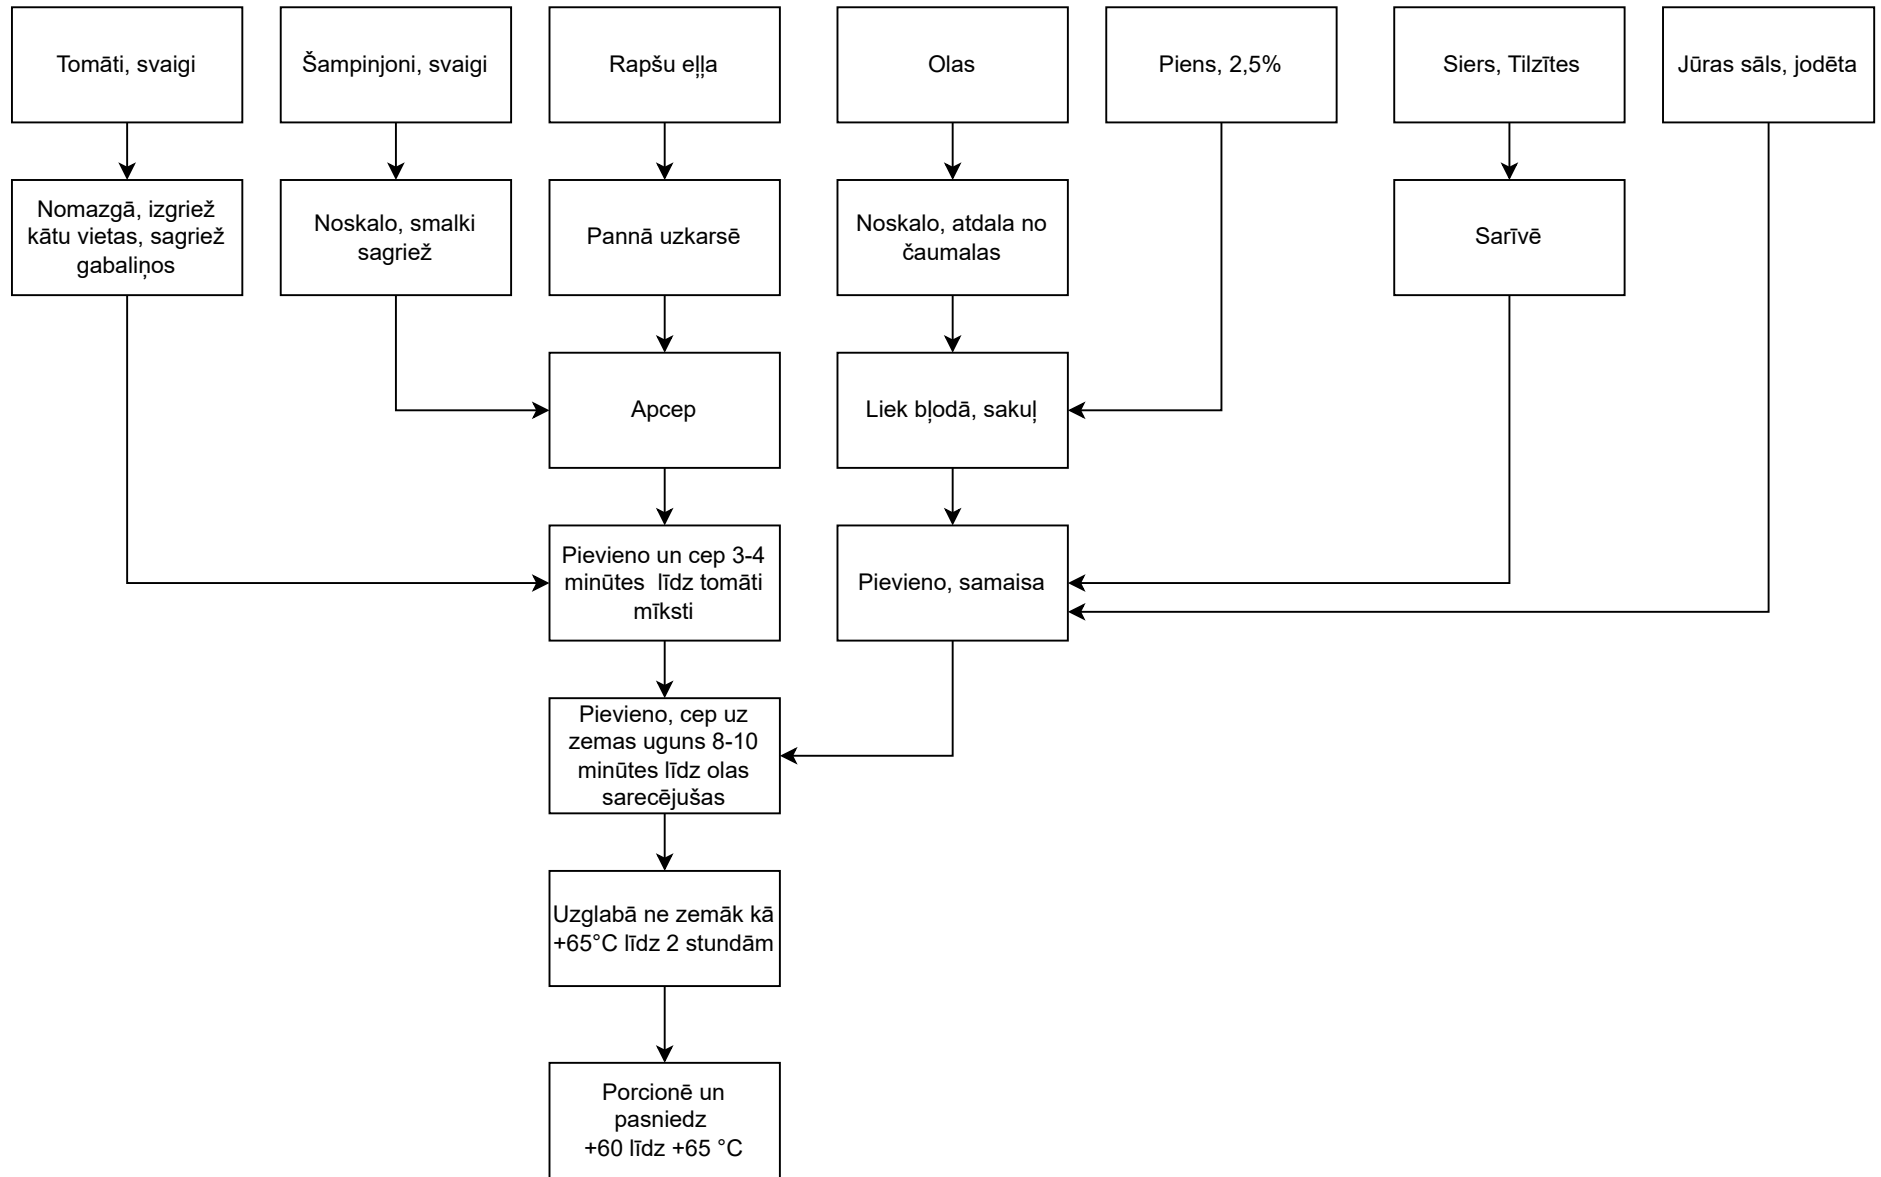 Tomāti, svaigi
Šampinjoni, svaigi
Rapšu eļļa
Olas
Piens, 2,5%
Siers, Tilzītes
Jūras sāls, jodēta
Nomazgā, izgriež
kātu vietas, sagriež
gabaliņos
Noskalo, smalki
sagriež
Pannā uzkarsē
Noskalo, atdala no
čaumalas
Sarīvē
Apcep
Liek bļodā, sakuļ
Pievieno un cep 3-4
minūtes līdz tomāti
mīksti
Pievieno, samaisa
Pievieno, cep uz
zemas uguns 8-10
minūtes līdz olas
sarecējušas
Uzglabā ne zemāk kā
+65°C līdz 2 stundām
Porcionē un
pasniedz
+60 līdz +65 °C